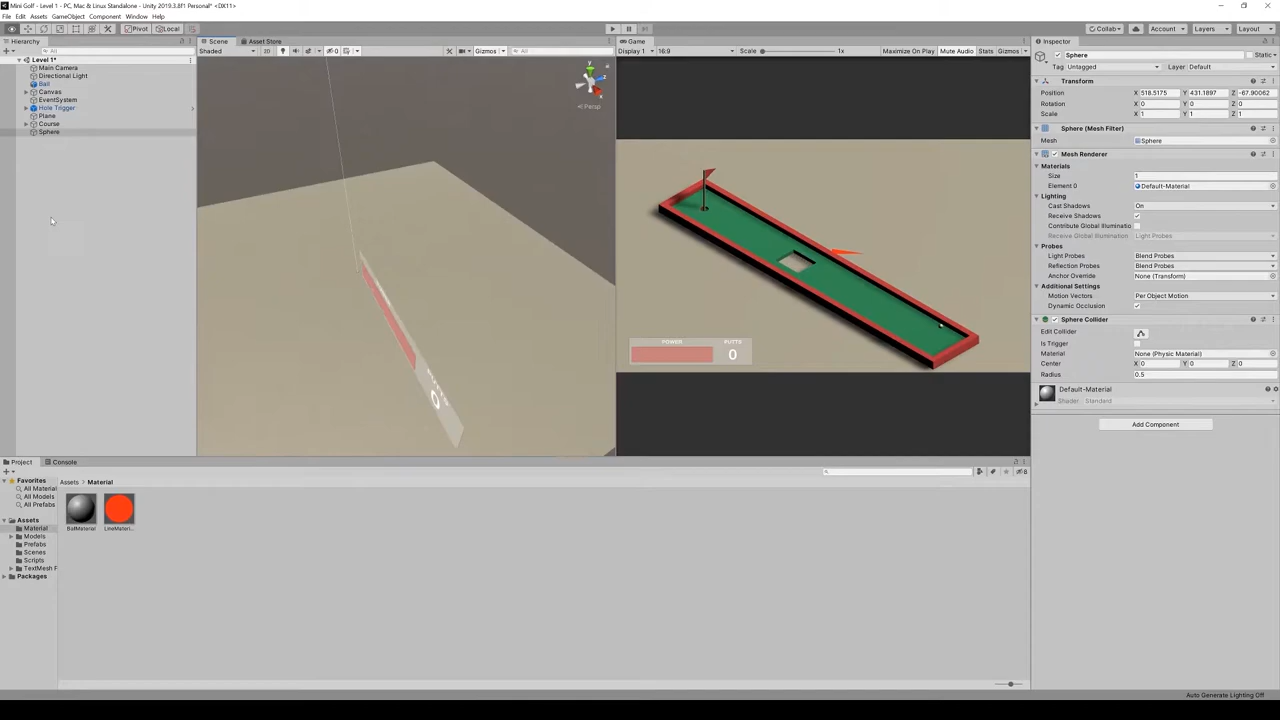 Mini Golf - Level 1 - PC, Mac & Linux Standalone - Unity 2019.3.8f1 Personal* <DX11>
File Edit Assets GameObject Component Window Help
Pivot Local Collab Account Layers Layout
Hierarchy
All
Level 1*
Main Camera
Directional Light
Ball
Canvas
EventSystem
Hole Trigger
Plane
Course
Sphere
Scene Asset Store
Shaded 2D 0 Gizmos All
y
z
x
Persp
0
Game
Display 1 16:9 Scale 1x Maximize On Play Mute Audio Stats Gizmos
POWER PUTTS
0
Inspector
Sphere Static
Tag Untagged Layer Default
Transform
Position X 518.5175 Y 431.1897 Z -67.90062
Rotation X 0 Y 0 Z 0
Scale X 1 Y 1 Z 1
Sphere (Mesh Filter)
Mesh Sphere
Mesh Renderer
Materials
Size 1
Element 0 Default-Material
Lighting
Cast Shadows On
Receive Shadows
Contribute Global Illuminatio
Receive Global Illumination Light Probes
Probes
Light Probes Blend Probes
Reflection Probes Blend Probes
Anchor Override None (Transform)
Additional Settings
Motion Vectors Per Object Motion
Dynamic Occlusion
Sphere Collider
Edit Collider
Is Trigger
Material None (Physic Material)
Center X 0 Y 0 Z 0
Radius 0.5
Default-Material
Shader Standard
Add Component
Project Console
8
Favorites
All Material
All Models
All Prefabs
Assets
Material
Models
Prefabs
Scenes
Scripts
TextMesh F
Packages
Assets > Material
BallMaterial LineMateri...
Auto Generate Lighting Off